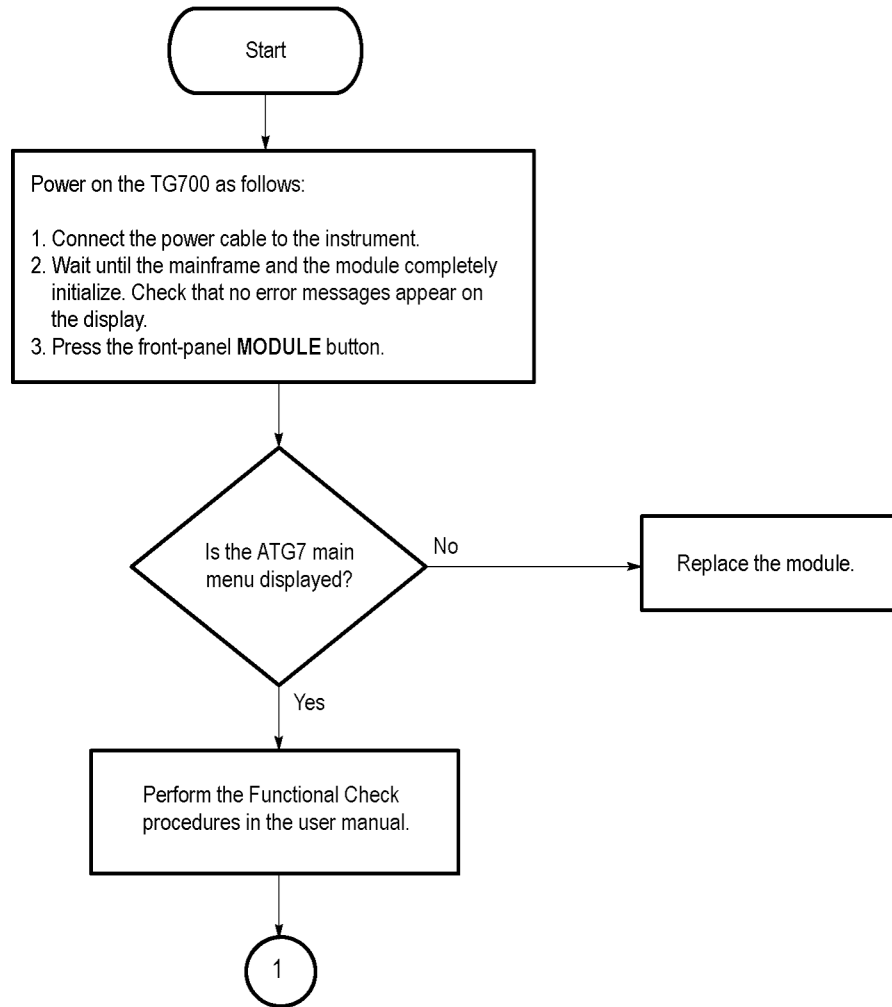 Start
Power on the TG700 as follows:
1. Connect the power cable to the instrument.
2. Wait until the mainframe and the module completely
initialize. Check that no error messages appear on
the display.
3. Press the front-panel MODULE button.
Is the ATG7 main
menu displayed?
No
Replace the module.
Yes
Perform the Functional Check
procedures in the user manual.
1